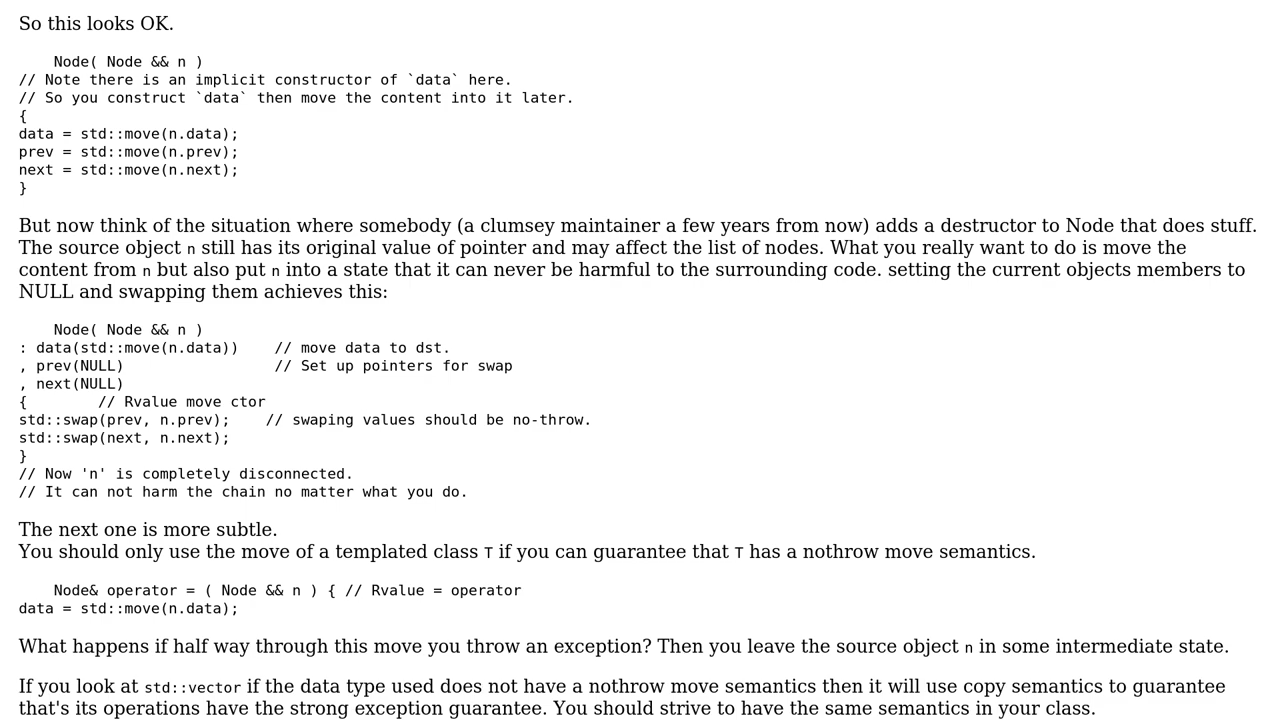 So this looks OK.
Node( Node && n )
// Note there is an implicit constructor of `data` here.
// So you construct `data` then move the content into it later.
{
data = std::move(n.data);
prev = std::move(n.prev);
next = std::move(n.next);
}
But now think of the situation where somebody (a clumsey maintainer a few years from now) adds a destructor to Node that does stuff.
The source object n still has its original value of pointer and may affect the list of nodes. What you really want to do is move the
content from n but also put n into a state that it can never be harmful to the surrounding code. setting the current objects members to
NULL and swapping them achieves this:
Node( Node && n )
: data(std::move(n.data))    // move data to dst.
, prev(NULL)                 // Set up pointers for swap
, next(NULL)
{        // Rvalue move ctor
std::swap(prev, n.prev);    // swaping values should be no-throw.
std::swap(next, n.next);
}
// Now 'n' is completely disconnected.
// It can not harm the chain no matter what you do.
The next one is more subtle.
You should only use the move of a templated class T if you can guarantee that T has a nothrow move semantics.
Node& operator = ( Node && n ) { // Rvalue = operator
data = std::move(n.data);
What happens if half way through this move you throw an exception? Then you leave the source object n in some intermediate state.
If you look at std::vector if the data type used does not have a nothrow move semantics then it will use copy semantics to guarantee
that's its operations have the strong exception guarantee. You should strive to have the same semantics in your class.